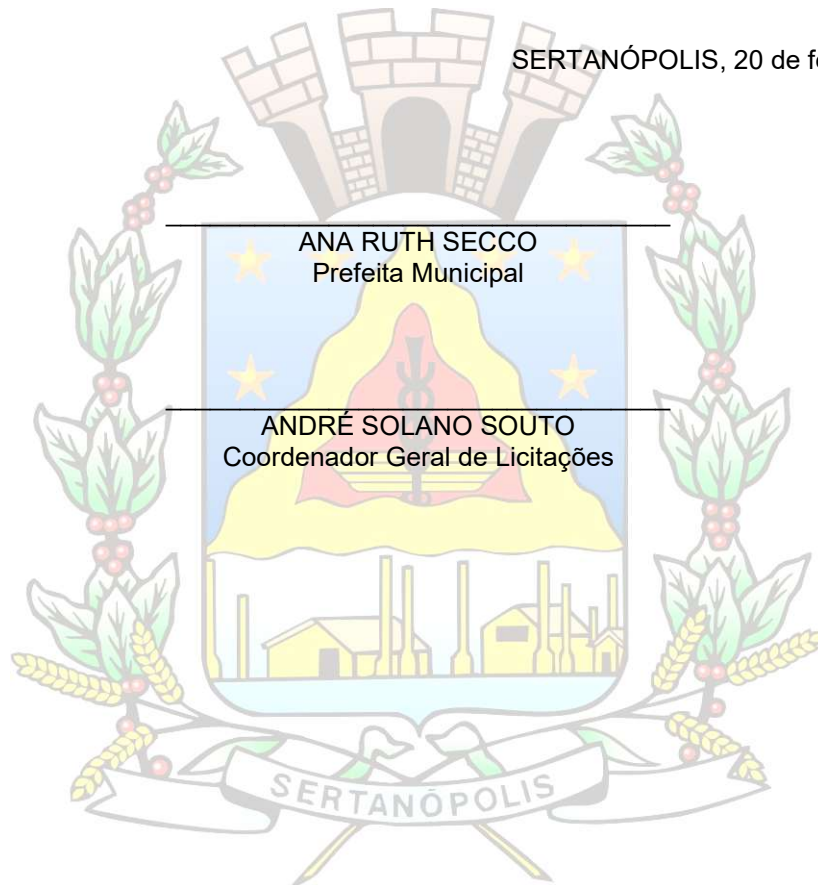 SERTANÓPOLIS, 20 de
ANA RUTH SECCO
Prefeita Municipal
ANDRÉ SOLANO SOUTO
Coordenador Geral de Licitações
SERTANÓPOLIS